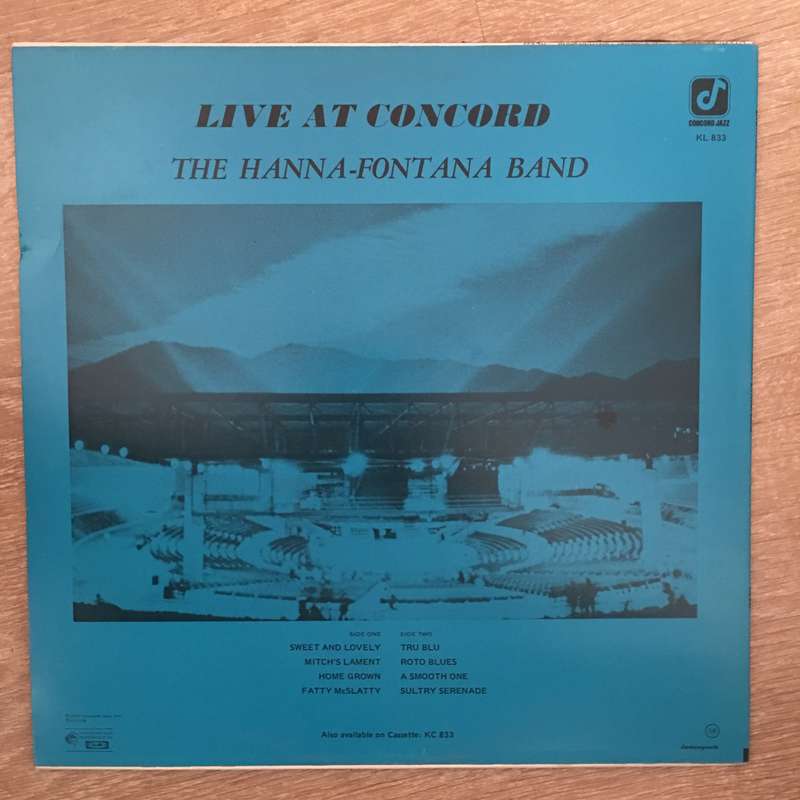 LIVE AT CONCORD
CONCORD JAZZ
KL 833
THE HANNA-FONTANA BAND
SIDE ONE
SWEET AND LOVELY
MITCH'S LAMENT
HOME GROWN
FATTY McSLATTY
SIDE TWO
TRU BLU
ROTO BLUES
A SMOOTH ONE
SULTRY SERENADE
Also available on Cassette: KC 833